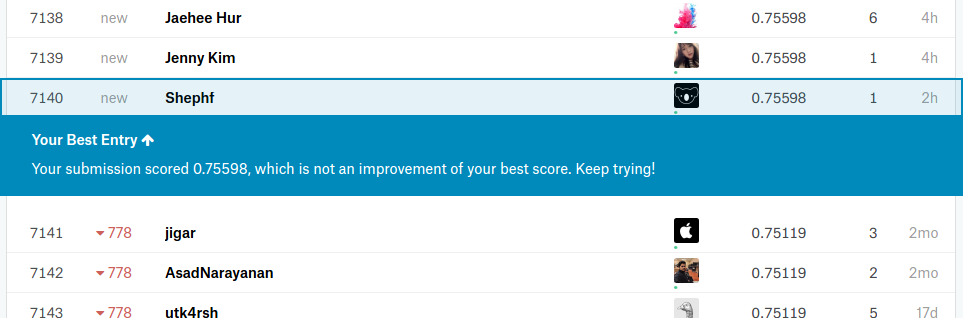 7138 new Jaehee Hur 0.75598 6 4h
7139 new Jenny Kim 0.75598 1 4h
7140 new Shephf 0.75598 1 2h
Your Best Entry
Your submission scored 0.75598, which is not an improvement of your best score. Keep trying!
7141 778 jigar 0.75119 3 2mo
7142 778 AsadNarayanan 0.75119 2 2mo
7143 778 utk4rsh 0.75119 5 17d